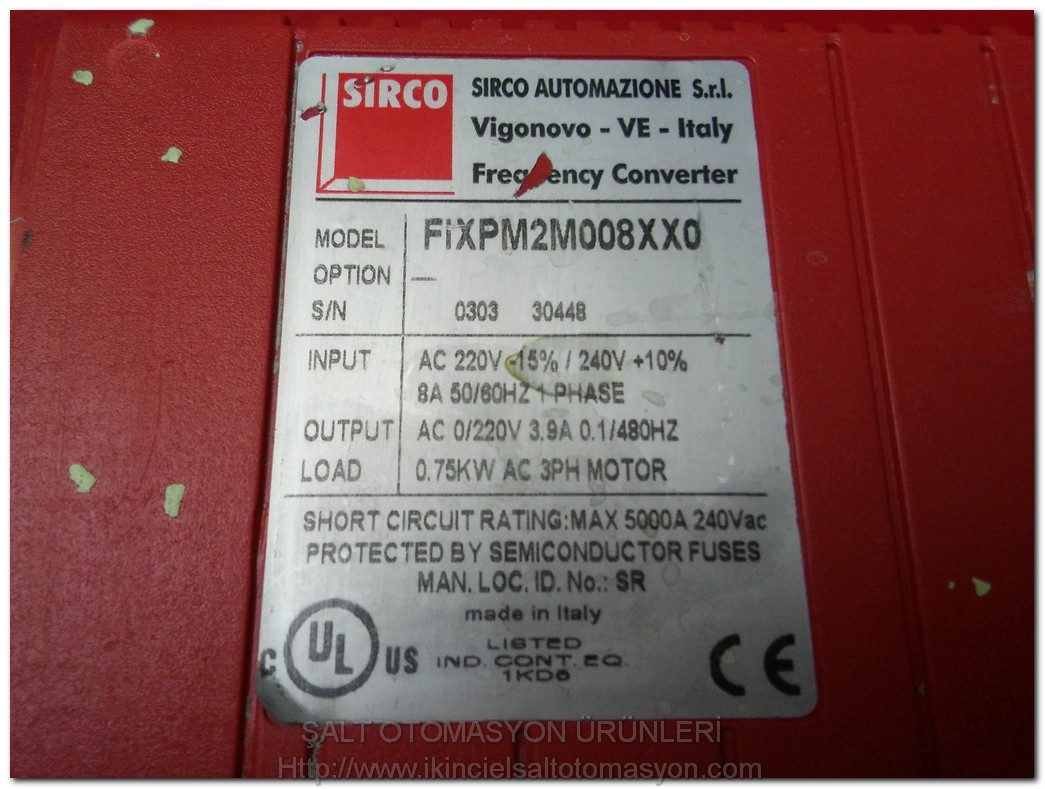 SIRCO
SIRCO AUTOMAZIONE S.r.l.
Vigonovo - VE - Italy
Frequency Converter
MODEL FiXPM2M008XX0
OPTION —
S/N 0303 30448
INPUT AC 220V -15% / 240V +10%
8A 50/60HZ 1 PHASE
OUTPUT AC 0/220V 3.9A 0.1/480HZ
LOAD 0.75KW AC 3PH MOTOR
SHORT CIRCUIT RATING:MAX 5000A 240Vac
PROTECTED BY SEMICONDUCTOR FUSES
MAN. LOC. ID. No.: SR
made in Italy
C UL US
LISTED
IND. CONT. EQ.
1KD6
CE
ŞALT OTOMASYON ÜRÜNLERİ
Http://www.ikincielsaltotomasyon.com